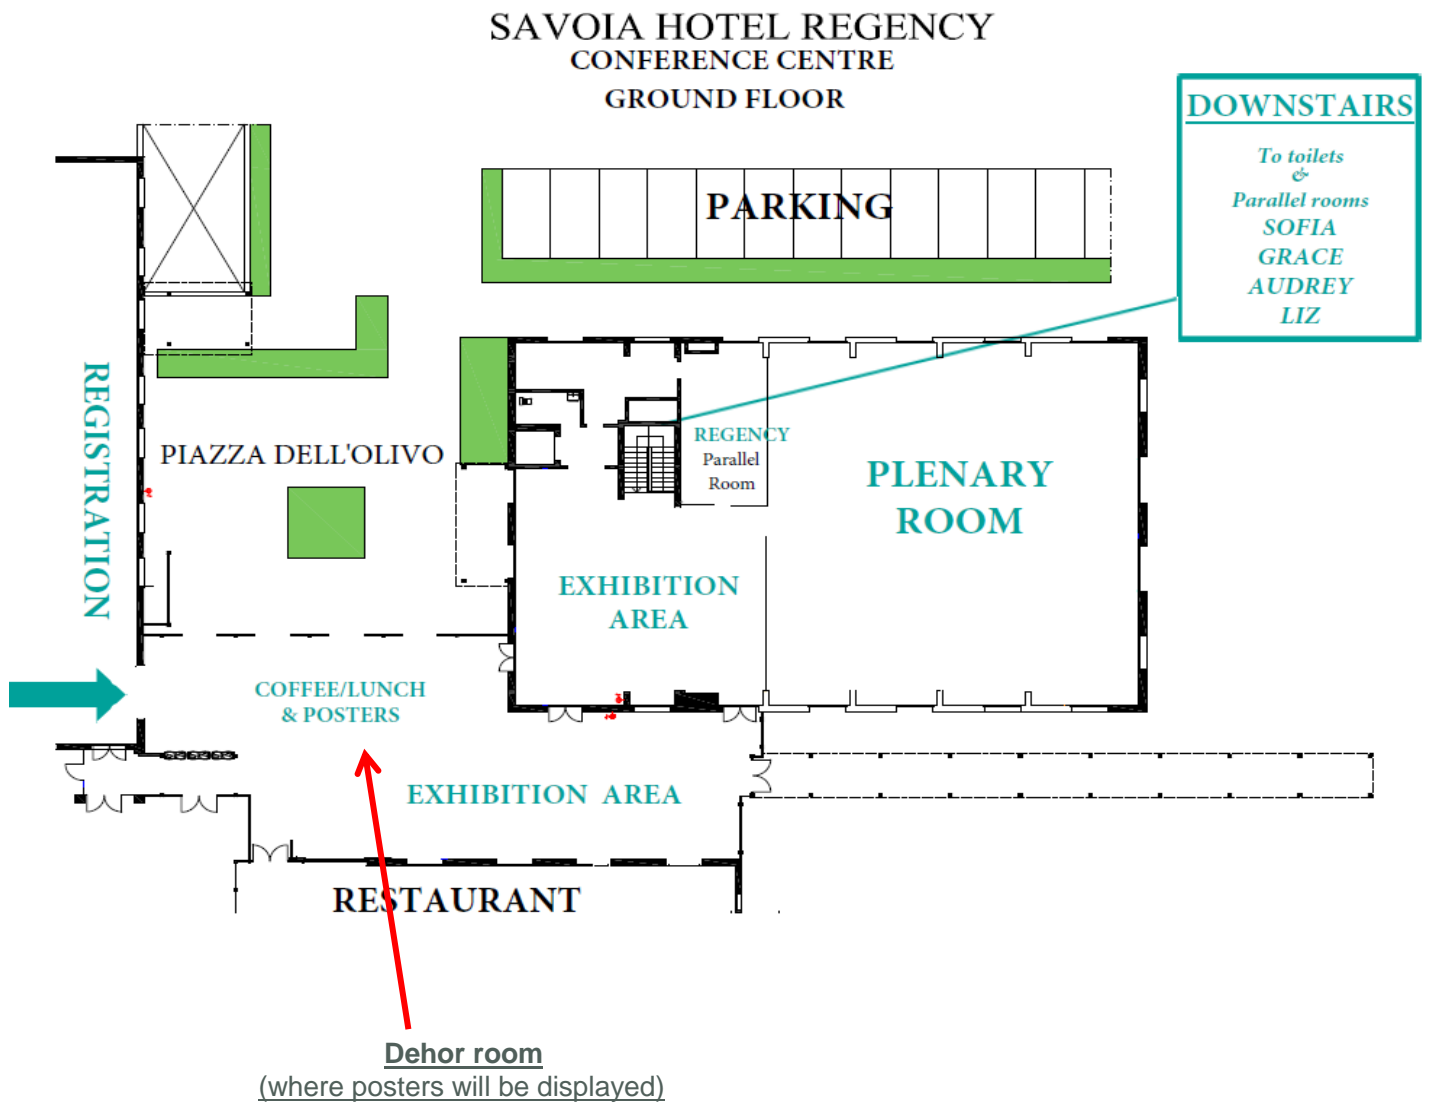 SAVOIA HOTEL REGENCY
CONFERENCE CENTRE
GROUND FLOOR
DOWNSTAIRS
To toilets
&
Parallel rooms
SOFIA
GRACE
AUDREY
LIZ
PARKING
REGISTRATION
PIAZZA DELL'OLIVO
REGENCY
Parallel
Room
PLENARY
ROOM
EXHIBITION
AREA
COFFEE/LUNCH
& POSTERS
EXHIBITION AREA
RESTAURANT
Dehor room
(where posters will be displayed)